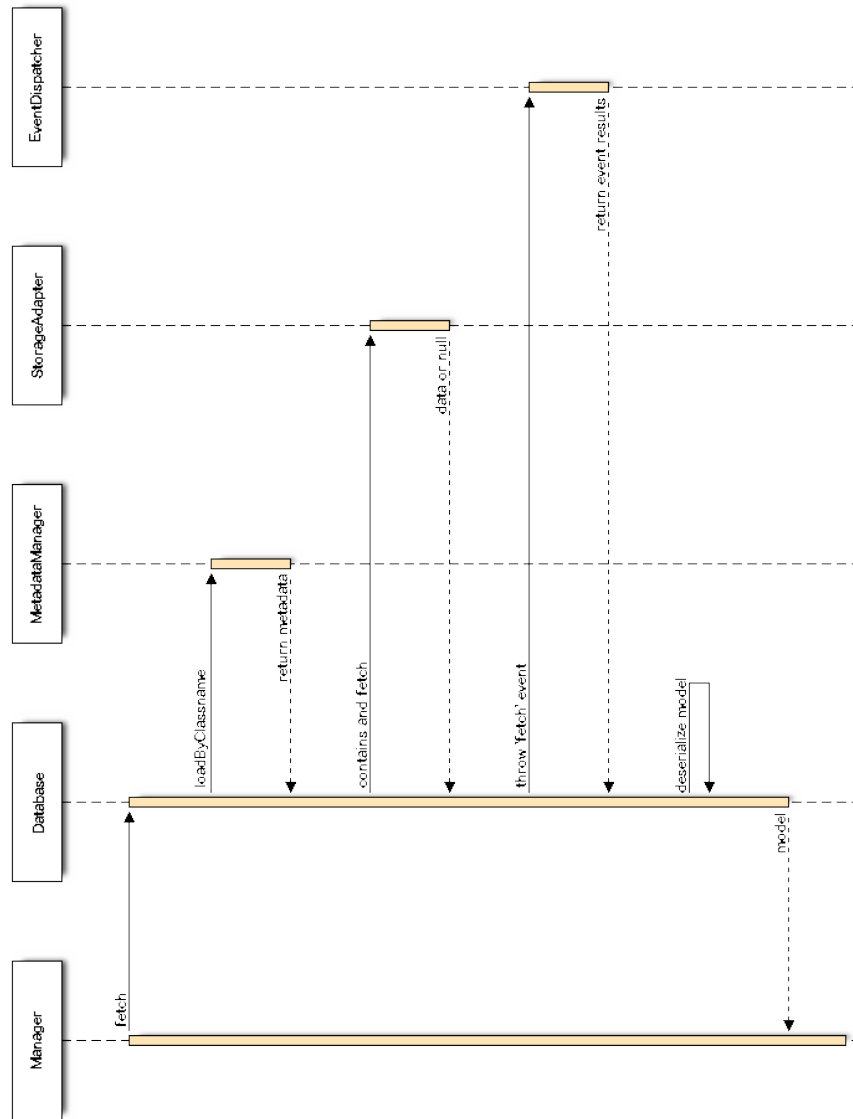 Manager
Database
MetadataManager
StorageAdapter
EventDispatcher
fetch
loadByClassname
return metadata
contains and fetch
data or null
throw 'fetch' event
return event results
deserialize model
model